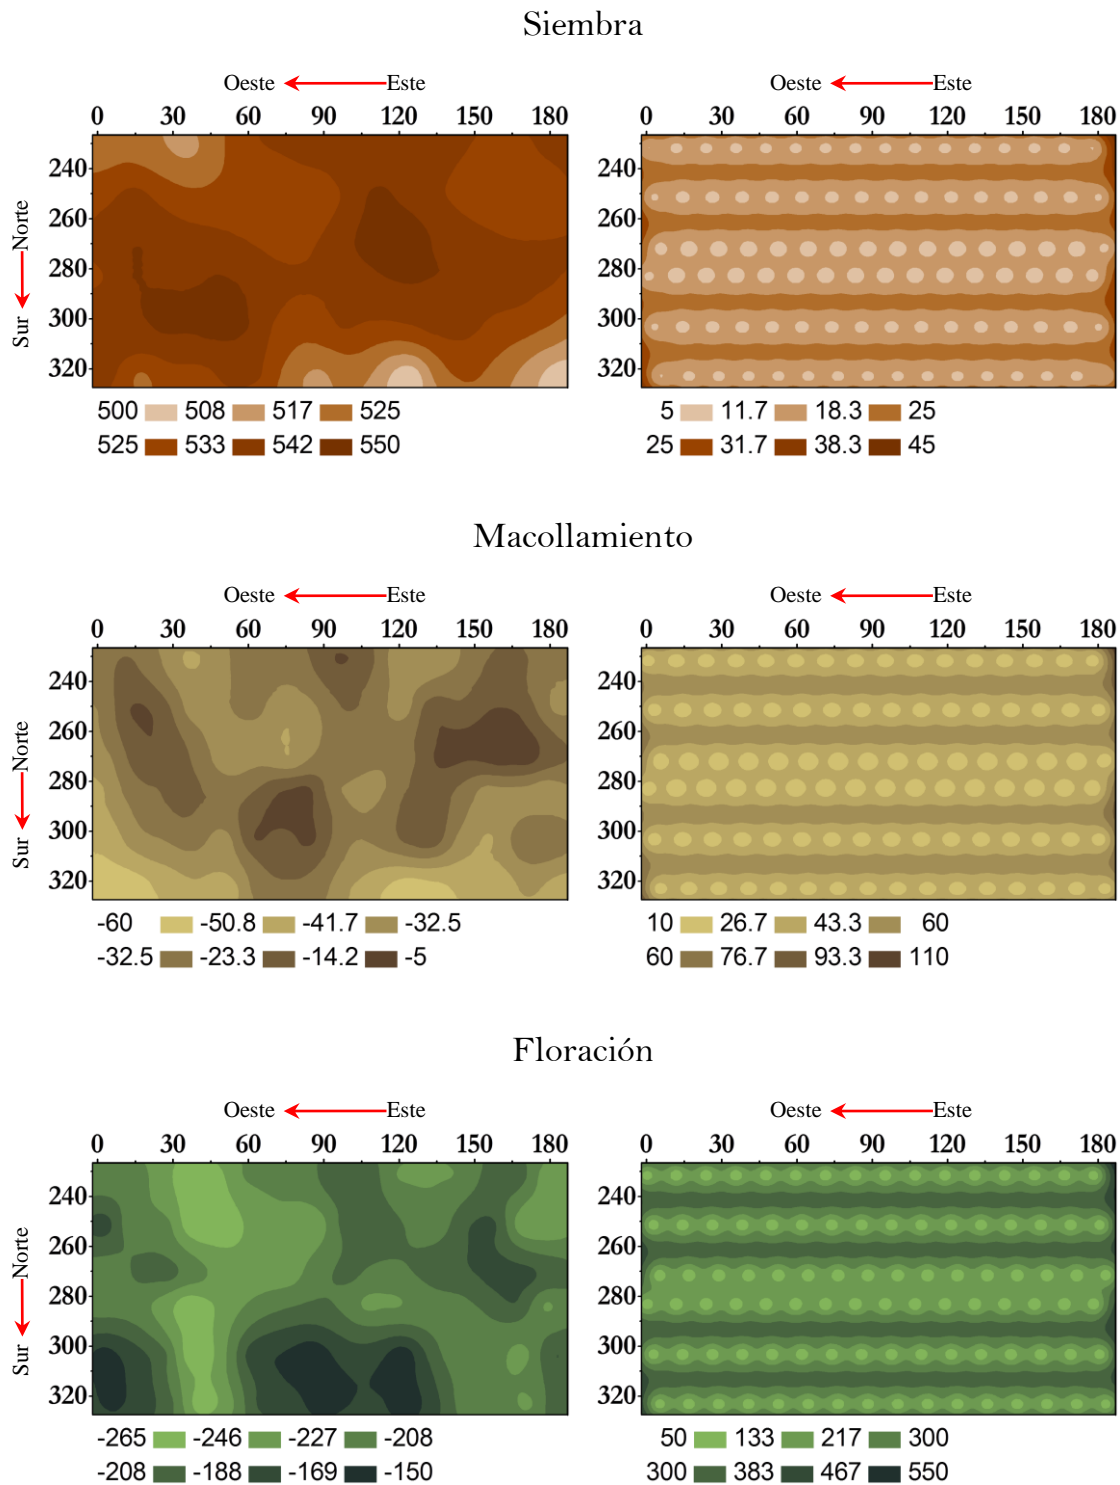 Siembra
Oeste Este Oeste Este
0 30 60 90 120 150 180 0 30 60 90 120 150 180
240 240
260 260
280 280
300 300
320 320
Norte
Sur
500 508 517 525 5 11.7 18.3 25
525 533 542 550 25 31.7 38.3 45
Macollamiento
Oeste Este Oeste Este
0 30 60 90 120 150 180 0 30 60 90 120 150 180
240 240
260 260
280 280
300 300
320 320
Norte
Sur
-60 -50.8 -41.7 -32.5 10 26.7 43.3 60
-32.5 -23.3 -14.2 -5 60 76.7 93.3 110
Floración
Oeste Este Oeste Este
0 30 60 90 120 150 180 0 30 60 90 120 150 180
240 240
260 260
280 280
300 300
320 320
Norte
Sur
-265 -246 -227 -208 50 133 217 300
-208 -188 -169 -150 300 383 467 550